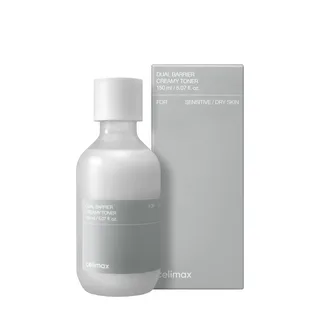 DUAL BARRIER
CREAMY TONER
150 ml / 5.07 fl. oz.
FOR SENSITIVE / DRY SKIN
DUAL BARRIER
CREAMY TONER
celimax
celimax